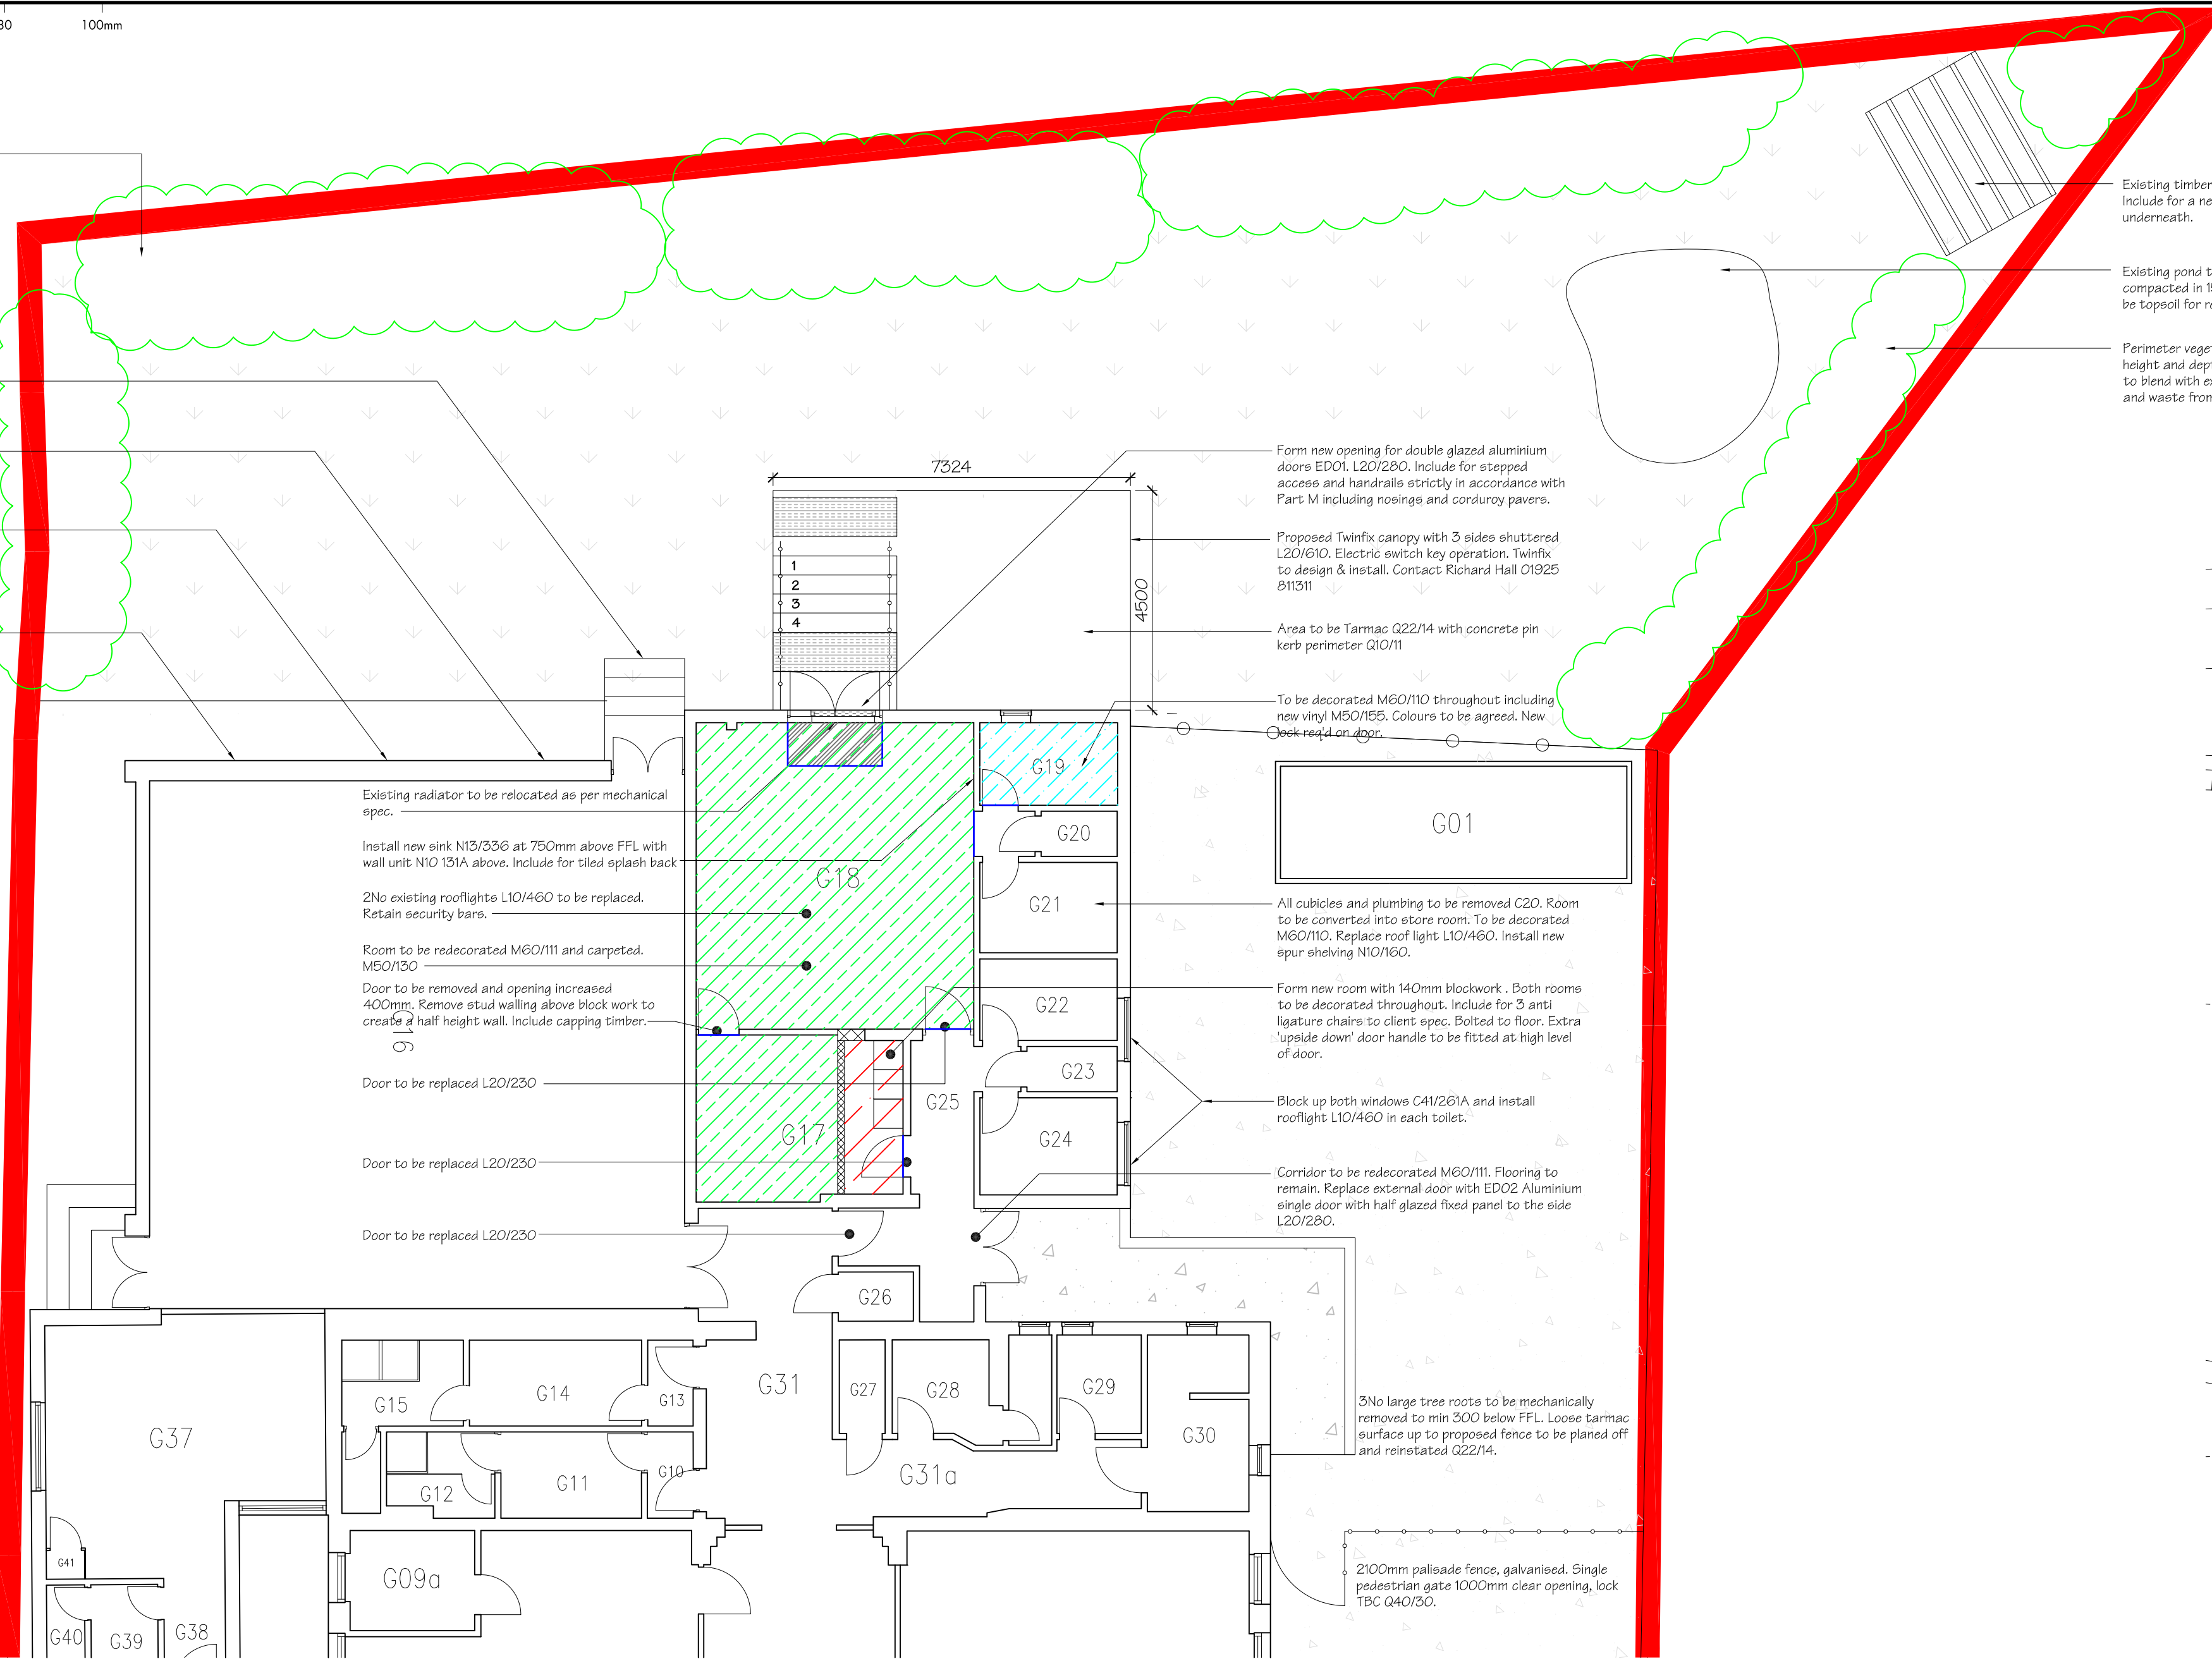 30
100mm
Existing timber
Include for a ne
underneath.
Existing pond t
compacted in 1
be topsoil for r
Perimeter vege
height and dep
to blend with e
and waste from
7324
4500
1
2
3
4
Form new opening for double glazed aluminium
doors ED01. L20/280. Include for stepped
access and handrails strictly in accordance with
Part M including nosings and corduroy pavers.
Proposed Twinfix canopy with 3 sides shuttered
L20/610. Electric switch key operation. Twinfix
to design & install. Contact Richard Hall 01925
811311
Area to be Tarmac Q22/14 with concrete pin
kerb perimeter Q10/11
To be decorated M60/110 throughout including
new vinyl M50/155. Colours to be agreed. New
lock req'd on door.
Existing radiator to be relocated as per mechanical
spec.
Install new sink N13/336 at 750mm above FFL with
wall unit N10 131A above. Include for tiled splash back
2No existing rooflights L10/460 to be replaced.
Retain security bars.
Room to be redecorated M60/111 and carpeted.
M50/130
Door to be removed and opening increased
400mm. Remove stud walling above block work to
create a half height wall. Include capping timber.
G16
Door to be replaced L20/230
Door to be replaced L20/230
Door to be replaced L20/230
G18
G17
G19
G20
G21
G22
G23
G24
G25
G26
G01
All cubicles and plumbing to be removed C20. Room
to be converted into store room. To be decorated
M60/110. Replace roof light L10/460. Install new
spur shelving N10/160.
Form new room with 140mm blockwork . Both rooms
to be decorated throughout. Include for 3 anti
ligature chairs to client spec. Bolted to floor. Extra
'upside down' door handle to be fitted at high level
of door.
Block up both windows C41/261A and install
rooflight L10/460 in each toilet.
Corridor to be redecorated M60/111. Flooring to
remain. Replace external door with ED02 Aluminium
single door with half glazed fixed panel to the side
L20/280.
G37
G15
G14
G13
G31
G27
G28
G29
G30
G12
G11
G10
G31a
3No large tree roots to be mechanically
removed to min 300 below FFL. Loose tarmac
surface up to proposed fence to be planed off
and reinstated Q22/14.
G41
G09a
G40
G39
G38
2100mm palisade fence, galvanised. Single
pedestrian gate 1000mm clear opening, lock
TBC Q40/30.